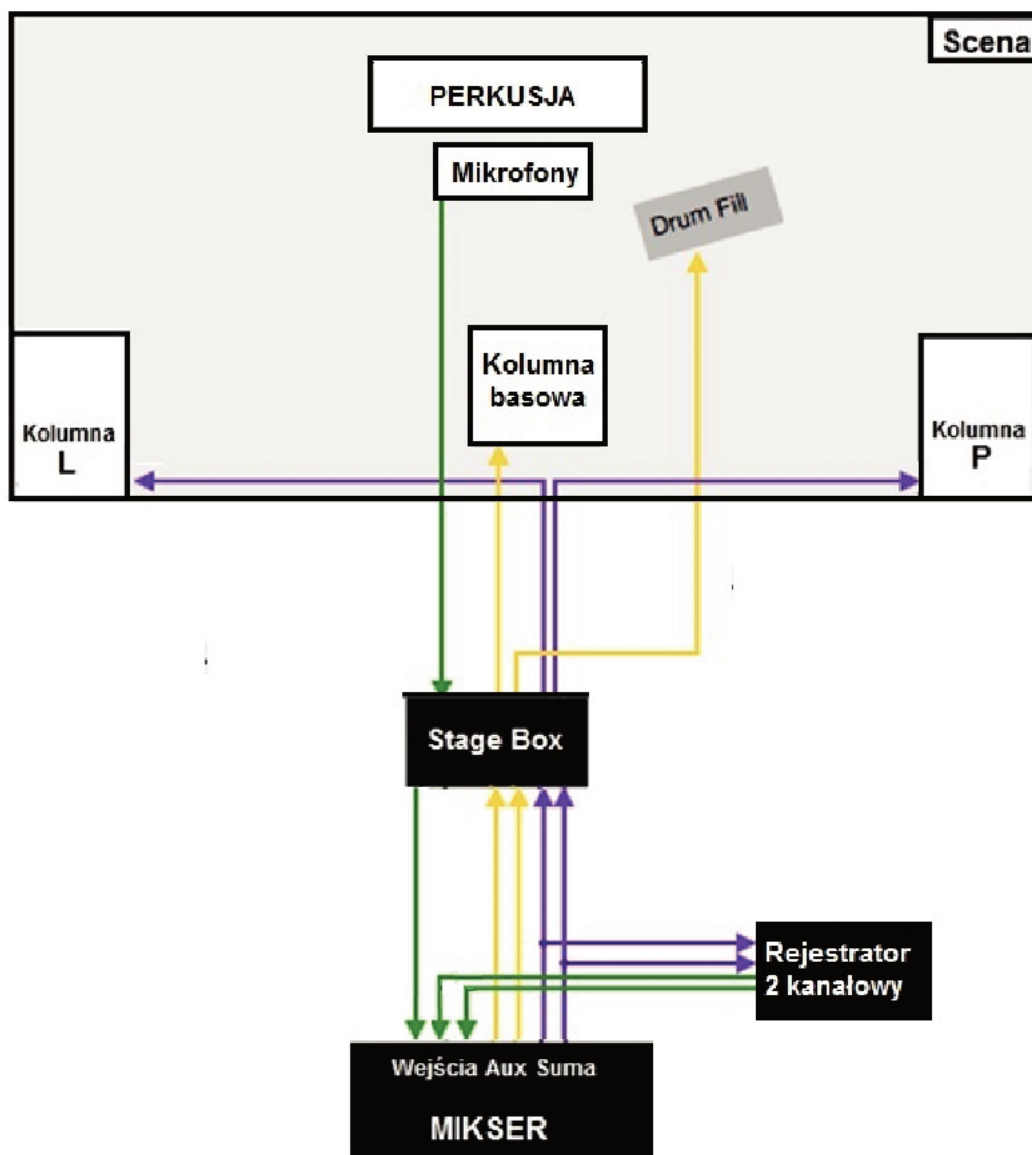 Scena
PERKUSJA
Mikrofony
Drum Fill
Kolumna
basowa
Kolumna
L
Kolumna
P
Stage Box
Rejestrator
2 kanałowy
Wejścia Aux Suma
MIKSER